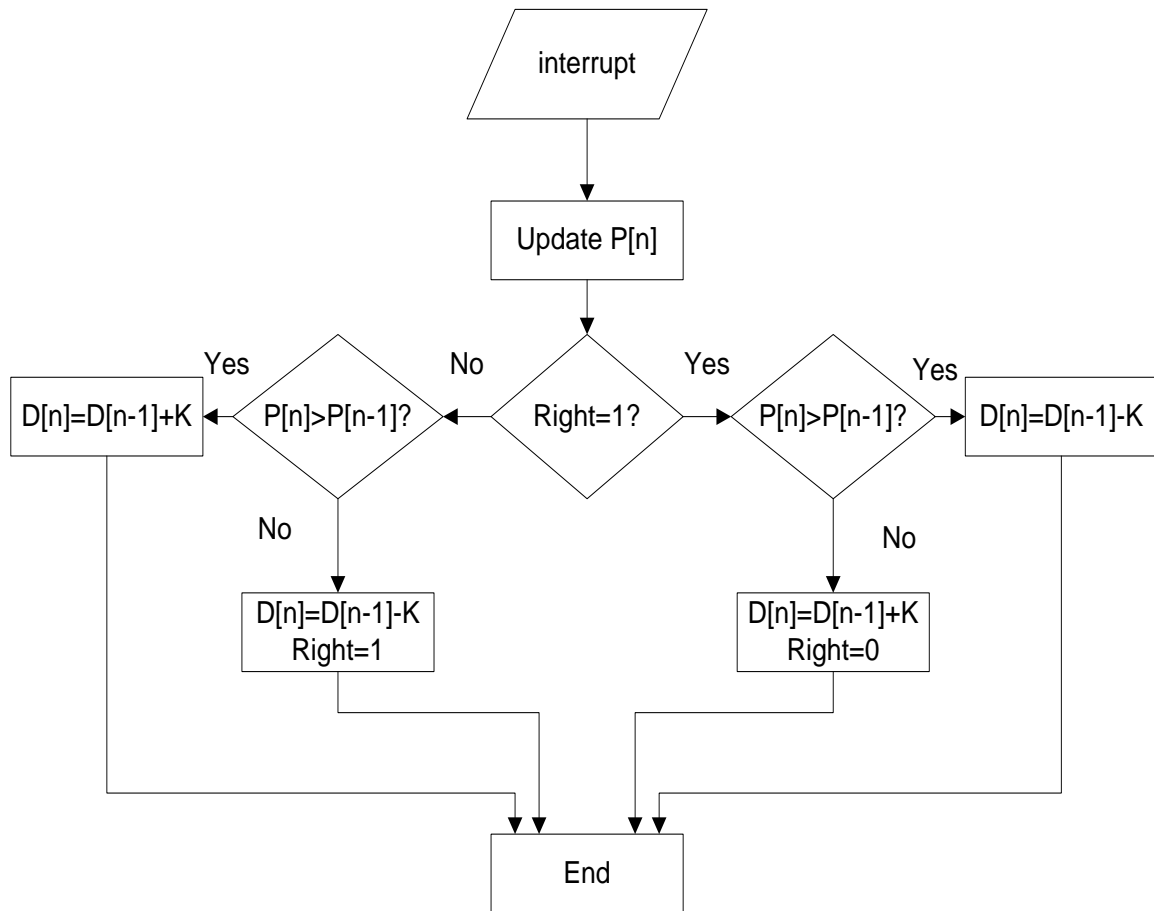 interrupt
Update P[n]
Yes
No
Yes
Yes
D[n]=D[n-1]+K
P[n]>P[n-1]?
Right=1?
P[n]>P[n-1]?
D[n]=D[n-1]-K
No
No
D[n]=D[n-1]-K
Right=1
D[n]=D[n-1]+K
Right=0
End